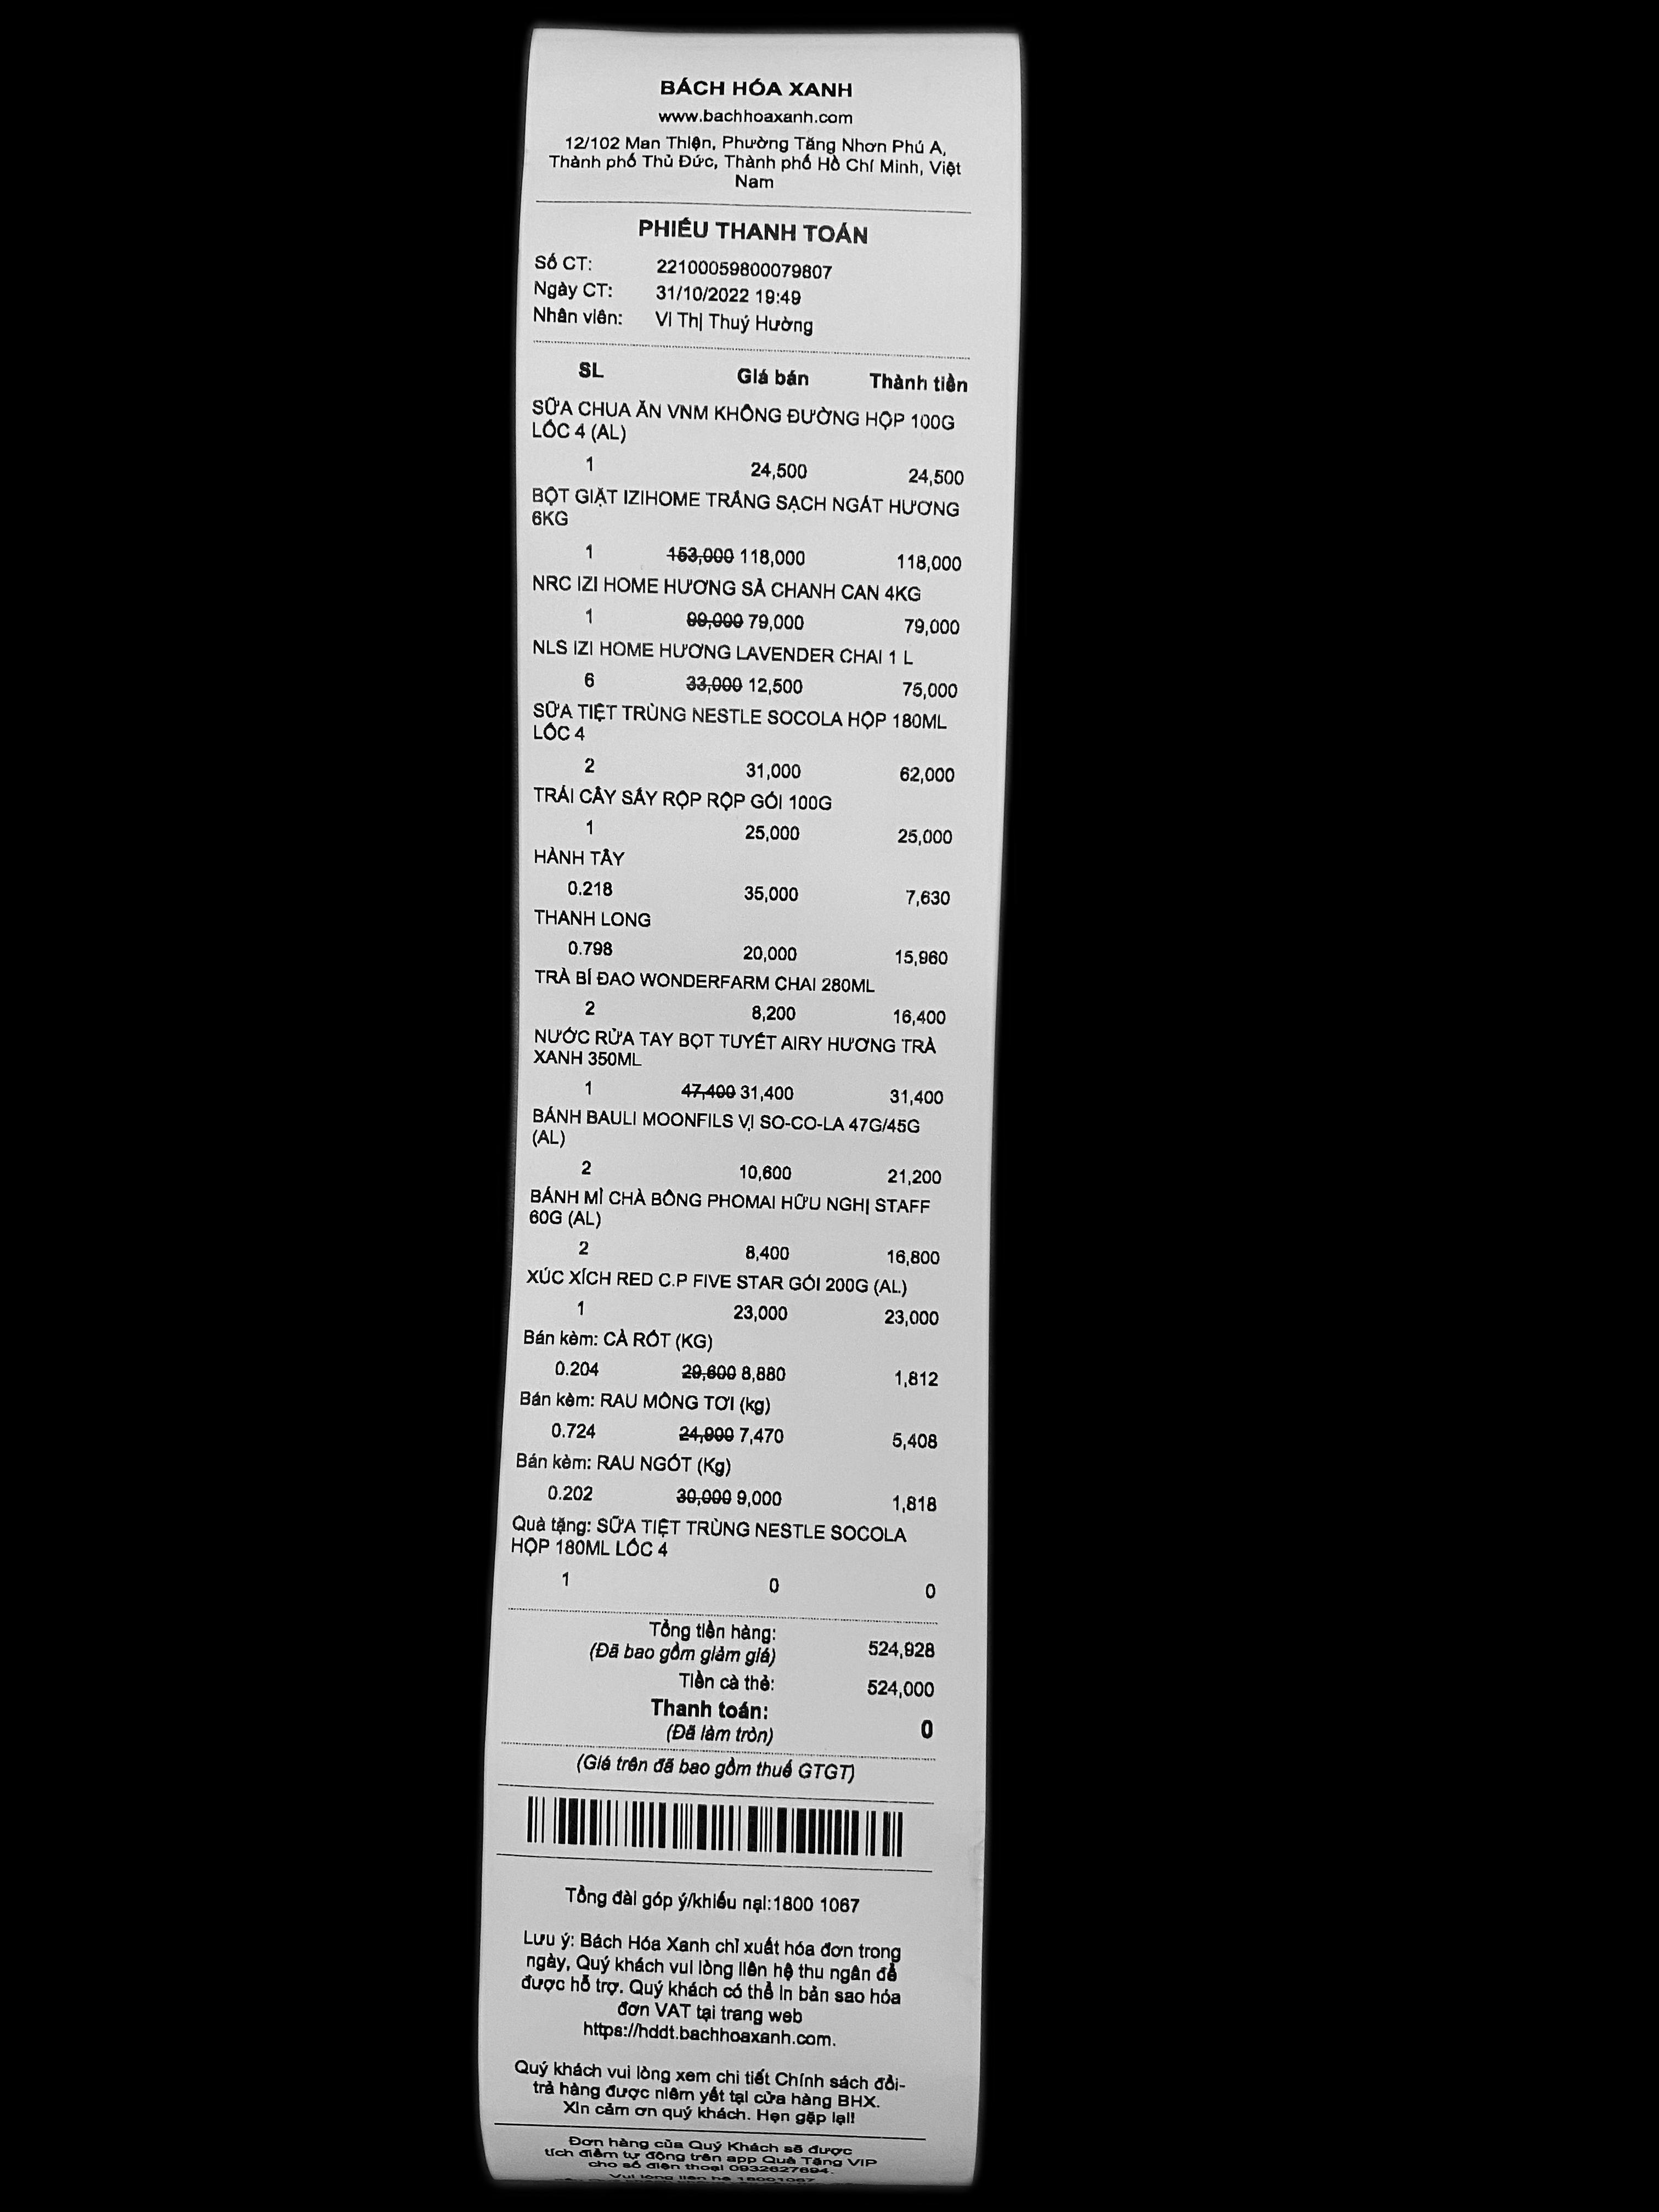 BÁCH HÓA XANH
www.bachhoaxanh.com
12/102 Man Thiện, Phường Tăng Nhơn Phú A,
Thành phố Thủ Đức, Thành phố Hồ Chí Minh, Việt
Nam
PHIẾU THANH TOÁN
Số CT: 22100059800079807
Ngày CT: 31/10/2022 19:49
Nhân viên: Vi Thị Thuý Hường
SL Giá bán Thành tiền
SỮA CHUA ĂN VNM KHÔNG ĐƯỜNG HỘP 100G
LỐC 4 (AL)
1 24,500 24,500
BỘT GIẶT IZIHOME TRẮNG SẠCH NGÁT HƯƠNG
6KG
1 153,000 118,000 118,000
NRC IZI HOME HƯƠNG SẢ CHANH CAN 4KG
1 99,000 79,000 79,000
NLS IZI HOME HƯƠNG LAVENDER CHAI 1 L
6 33,000 12,500 75,000
SỮA TIỆT TRÙNG NESTLE SOCOLA HỘP 180ML
LỐC 4
2 31,000 62,000
TRÁI CÂY SẤY RỘP RỘP GÓI 100G
1 25,000 25,000
HÀNH TÂY
0.218 35,000 7,630
THANH LONG
0.798 20,000 15,960
TRÀ BÍ ĐAO WONDERFARM CHAI 280ML
2 8,200 16,400
NƯỚC RỬA TAY BỌT TUYẾT AIRY HƯƠNG TRÀ
XANH 350ML
1 47,400 31,400 31,400
BÁNH BAULI MOONFILS VỊ SO-CO-LA 47G/45G
(AL)
2 10,600 21,200
BÁNH MÌ CHÀ BÔNG PHOMAI HỮU NGHỊ STAFF
60G (AL)
2 8,400 16,800
XÚC XÍCH RED C.P FIVE STAR GÓI 200G (AL)
1 23,000 23,000
Bán kèm: CÀ RỐT (KG)
0.204 29,600 8,880 1,812
Bán kèm: RAU MỒNG TƠI (kg)
0.724 24,900 7,470 5,408
Bán kèm: RAU NGÓT (Kg)
0.202 30,000 9,000 1,818
Quà tặng: SỮA TIỆT TRÙNG NESTLE SOCOLA
HỘP 180ML LỐC 4
1 0 0
Tổng tiền hàng: 524,928
(Đã bao gồm giảm giá)
Tiền cà thẻ: 524,000
Thanh toán: 0
(Đã làm tròn)
(Giá trên đã bao gồm thuế GTGT)
Tổng đài góp ý/khiếu nại:1800 1067
Lưu ý: Bách Hóa Xanh chỉ xuất hóa đơn trong
ngày, Quý khách vui lòng liên hệ thu ngân để
được hỗ trợ. Quý khách có thể in bản sao hóa
đơn VAT tại trang web
https://hddt.bachhoaxanh.com.
Quý khách vui lòng xem chi tiết Chính sách đổi-
trả hàng được niêm yết tại cửa hàng BHX.
Xin cảm ơn quý khách. Hẹn gặp lại!
Đơn hàng của Quý Khách sẽ được
tích điểm tự động trên app Quà Tặng VIP
cho số điện thoại 0932627694.
Vui lòng liên hệ 18001067